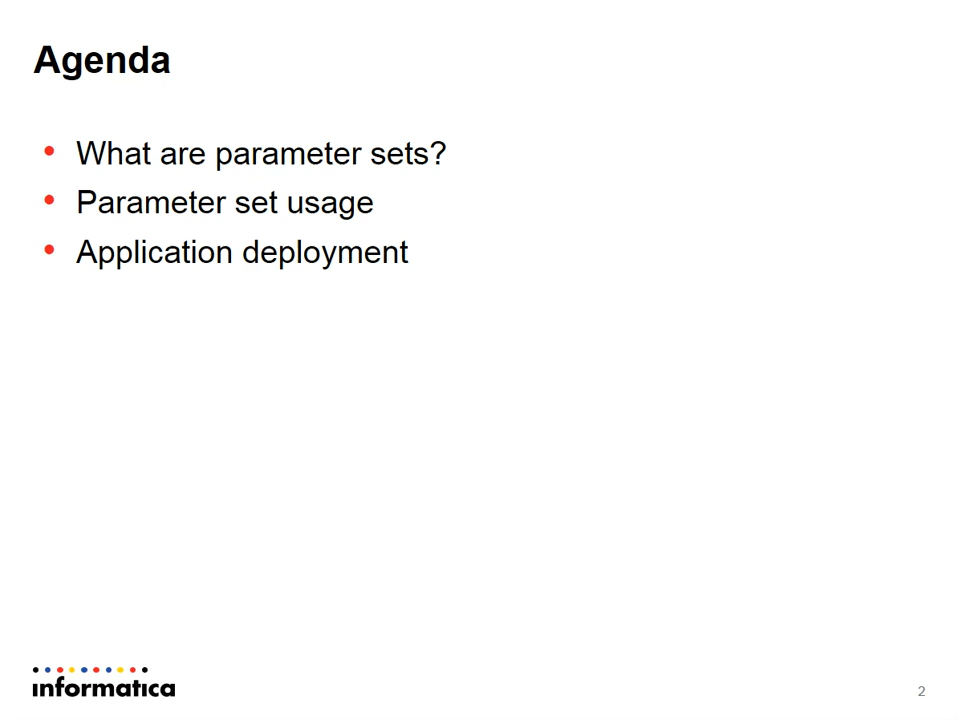 Agenda
• What are parameter sets?
• Parameter set usage
• Application deployment
informatica
2